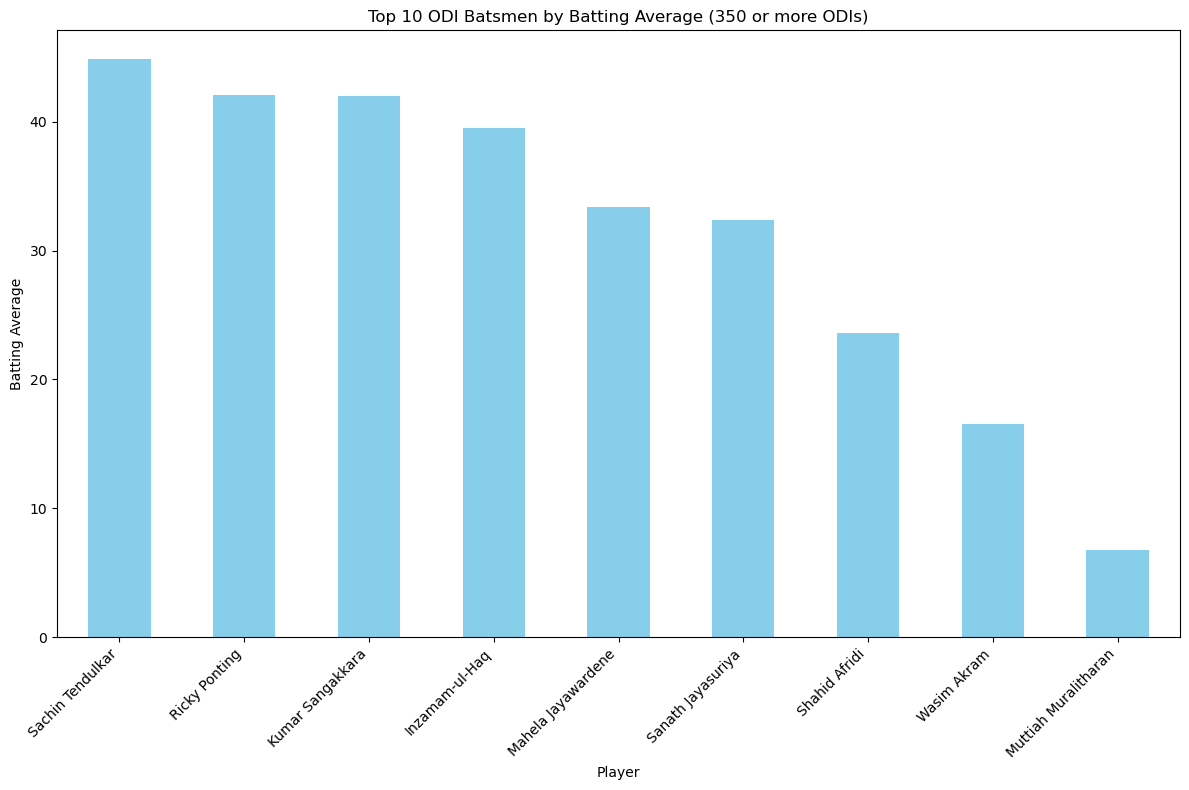 Top 10 ODI Batsmen by Batting Average (350 or more ODIs)
Batting Average
40
30
20
10
0
Sachin Tendulkar
Ricky Ponting
Kumar Sangakkara
Inzamam-ul-Haq
Mahela Jayawardene
Sanath Jayasuriya
Shahid Afridi
Wasim Akram
Muttiah Muralitharan
Player